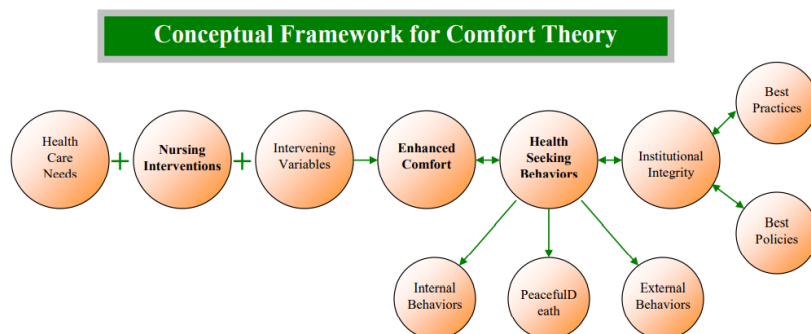 Conceptual Framework for Comfort Theory
Health
Care
Needs
+
Nursing
Interventions
+
Intervening
Variables
Enhanced
Comfort
Health
Seeking
Behaviors
Institutional
Integrity
Best
Practices
Best
Policies
Internal
Behaviors
PeacefulD
eath
External
Behaviors